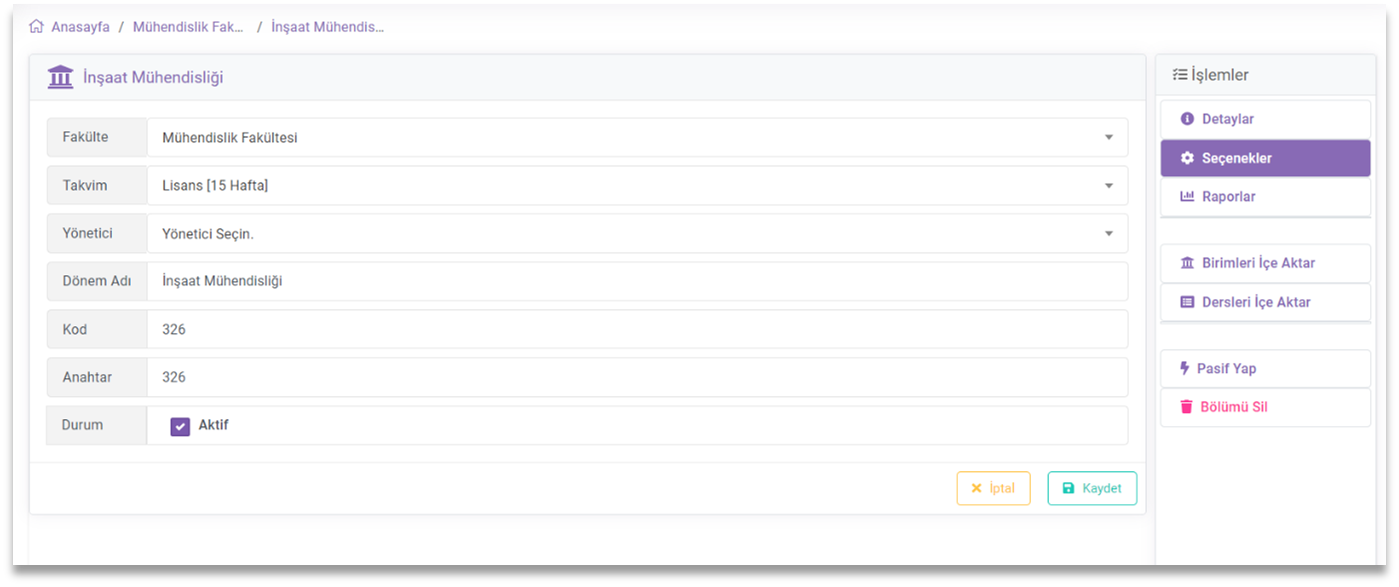 Anasayfa / Mühendislik Fak... / İnşaat Mühendis...
İnşaat Mühendisliği
Fakülte Mühendislik Fakültesi
Takvim Lisans [15 Hafta]
Yönetici Yönetici Seçin.
Dönem Adı İnşaat Mühendisliği
Kod 326
Anahtar 326
Durum Aktif
İptal Kaydet
İşlemler
Detaylar
Seçenekler
Raporlar
Birimleri İçe Aktar
Dersleri İçe Aktar
Pasif Yap
Bölümü Sil